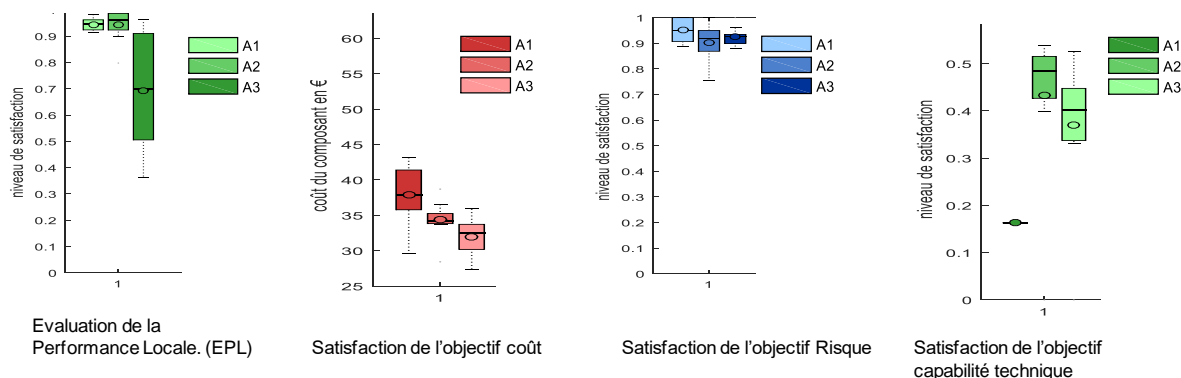 0.9
0.8
0.7
0.6
0.5
0.4
0.3
0.2
0.1
0
niveau de satisfaction
1
A1
A2
A3
Evaluation de la
Performance Locale. (EPL)
60
55
50
45
40
35
30
25
coût du composant en €
1
A1
A2
A3
Satisfaction de l'objectif coût
1
0.9
0.8
0.7
0.6
0.5
0.4
0.3
0.2
0.1
0
niveau de satisfaction
1
A1
A2
A3
Satisfaction de l'objectif Risque
0.5
0.4
0.3
0.2
0.1
0
niveau de satisfaction
1
A1
A2
A3
Satisfaction de l'objectif
capabilité technique